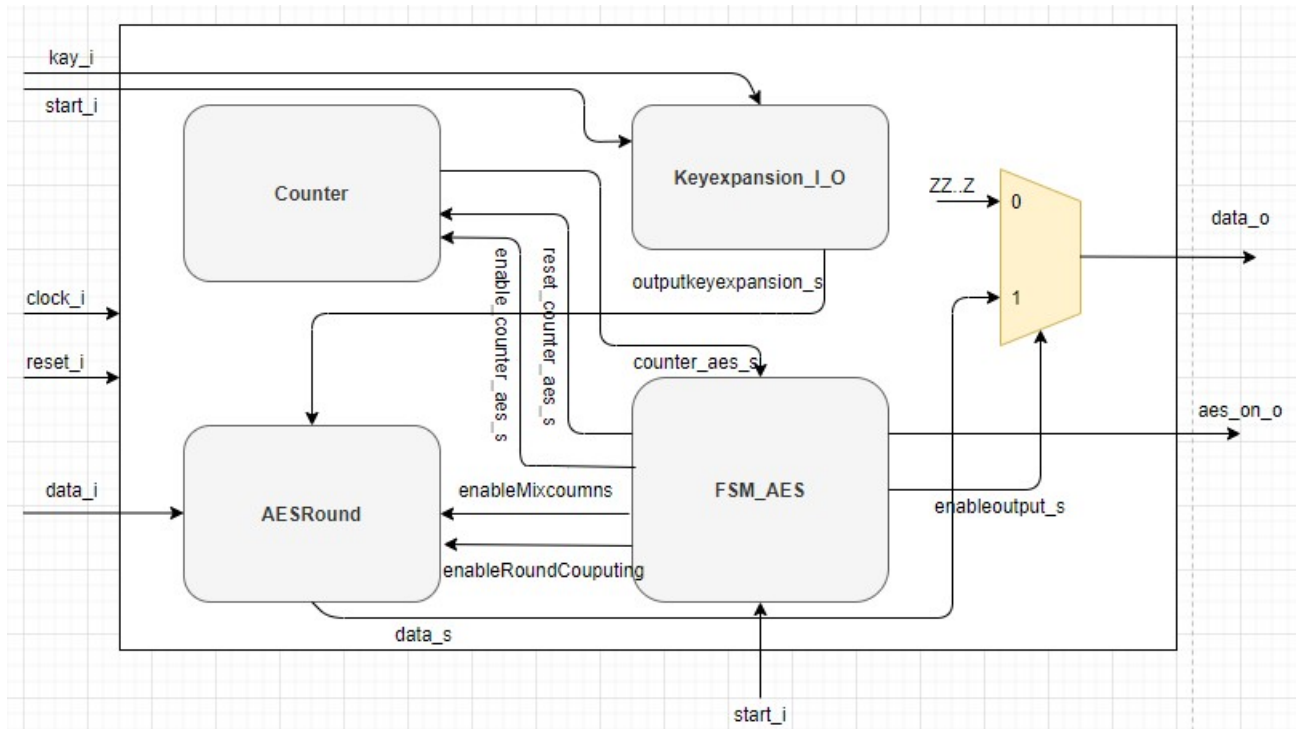 kay_i
start_i
Counter
Keyexpansion_I_O
ZZ..Z
0
data_o
enable_counter_aes_s
reset_counter_aes_s
outputkeyexpansion_s
clock_i
1
reset_i
counter_aes_s
aes_on_o
data_i
enableMixcoumns
FSM_AES
AESRound
enableoutput_s
enableRoundCouputing
data_s
start_i